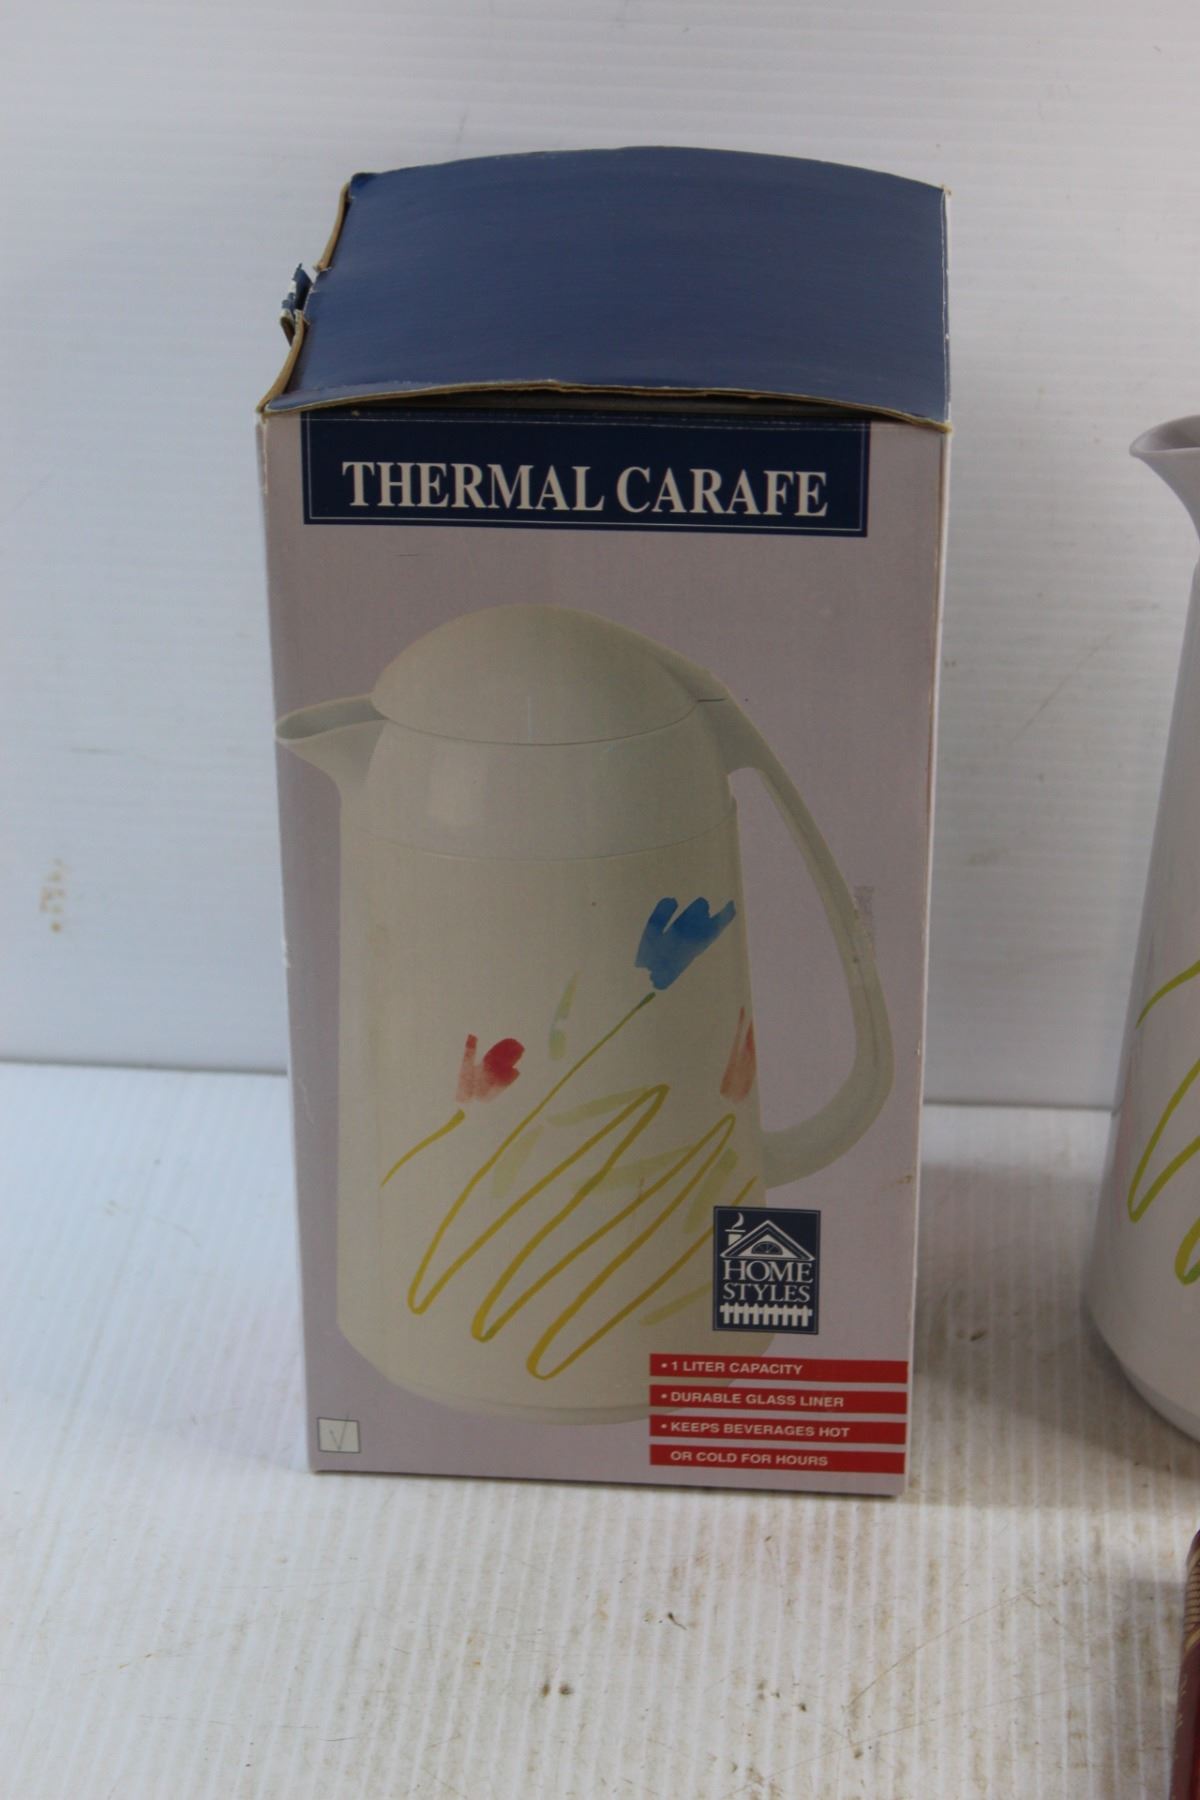 THERMAL CARAFE
HOME
STYLES
• 1 LITER CAPACITY
• DURABLE GLASS LINER
• KEEPS BEVERAGES HOT
OR COLD FOR HOURS